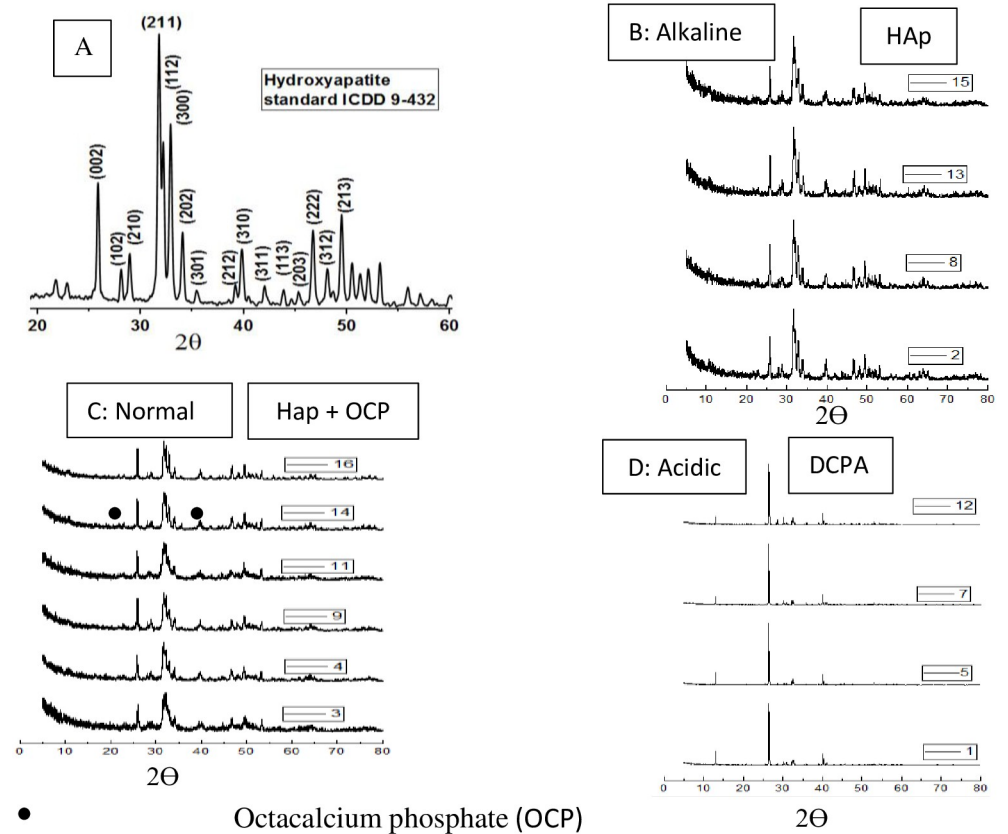 A
Hydroxyapatite
standard ICDD 9-432
(002)
(102)
(210)
(211)
(112)
(300)
(202)
(301)
(212)
(310)
(311)
(113)
(203)
(222)
(312)
(213)
20 30 40 50 60
2θ
B: Alkaline
HAp
15
13
8
2
0 10 20 30 40 50 60 70 80
2Θ
C: Normal
Hap + OCP
16
14
11
9
4
3
0 10 20 30 40 50 60 70 80
2Θ
D: Acidic
DCPA
12
7
5
1
0 10 20 30 40 50 60 70 80
2Θ
● Octacalcium phosphate (OCP)